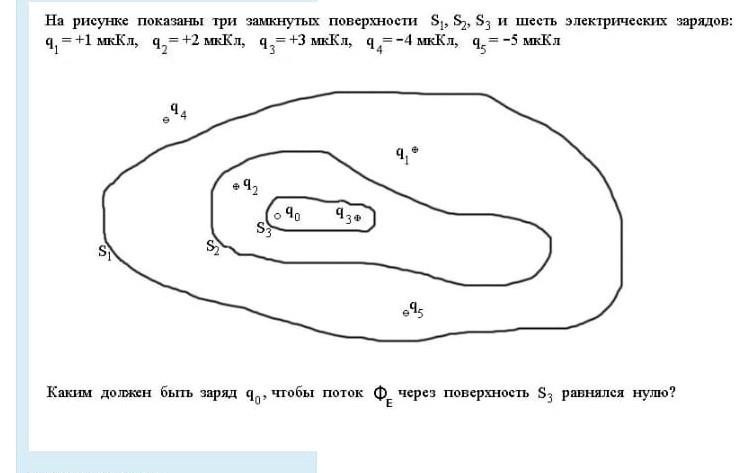 На рисунке показаны три замкнутых поверхности S₁, S₂, S₃ и шесть электрических зарядов:
q₁ = +1 мкКл, q₂ = +2 мкКл, q₃ = +3 мкКл, q₄ = −4 мкКл, q₅ = −5 мкКл
q₄
q₁
q₂
q₀ q₃
S₃
S₂
S₁
q₅
Каким должен быть заряд q₀, чтобы поток Ф_E через поверхность S₃ равнялся нулю?